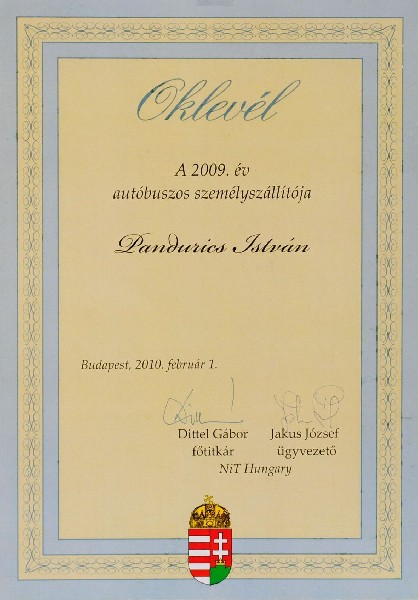 Oklevél
A 2009. év
autóbuszos személyszállítója
Pandurics István
Budapest, 2010. február 1.
Dittel Gábor Jakus József
főtitkár ügyvezető
NiT Hungary